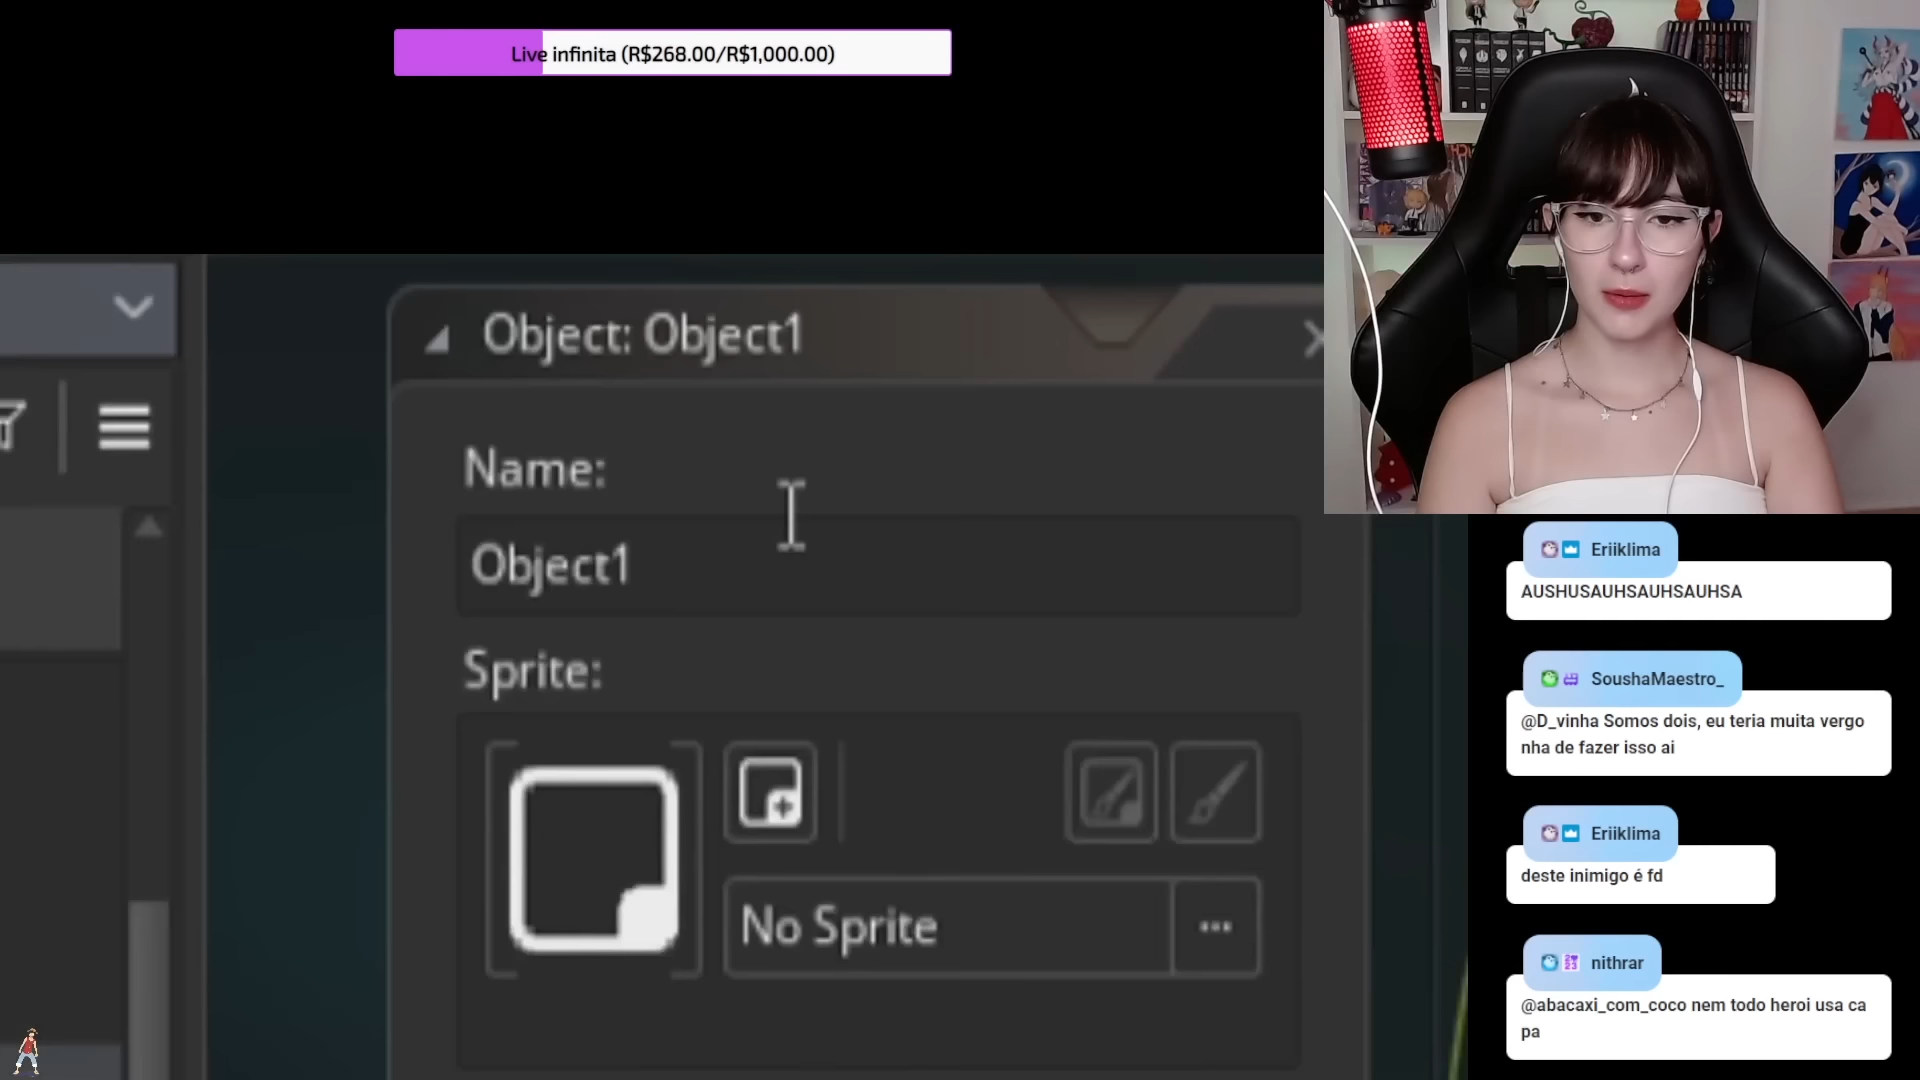 Live infinita (R$268.00/R$1,000.00)
Object: Object1
Name:
Object1
Sprite:
No Sprite
Eriiklima
AUSHUSAUHSAUHSAUHSA
SoushaMaestro_
@D_vinha Somos dois, eu teria muita vergo
nha de fazer isso ai
Eriiklima
deste inimigo é fd
nithrar
@abacaxi_com_coco nem todo heroi usa ca
pa